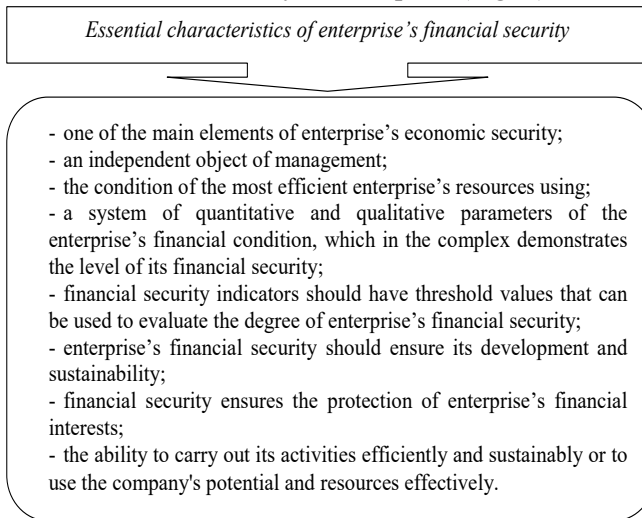 Essential characteristics of enterprise’s financial security
- one of the main elements of enterprise’s economic security;
- an independent object of management;
- the condition of the most efficient enterprise’s resources using;
- a system of quantitative and qualitative parameters of the
enterprise’s financial condition, which in the complex demonstrates
the level of its financial security;
- financial security indicators should have threshold values that can
be used to evaluate the degree of enterprise’s financial security;
- enterprise’s financial security should ensure its development and
sustainability;
- financial security ensures the protection of enterprise’s financial
interests;
- the ability to carry out its activities efficiently and sustainably or to
use the company's potential and resources effectively.